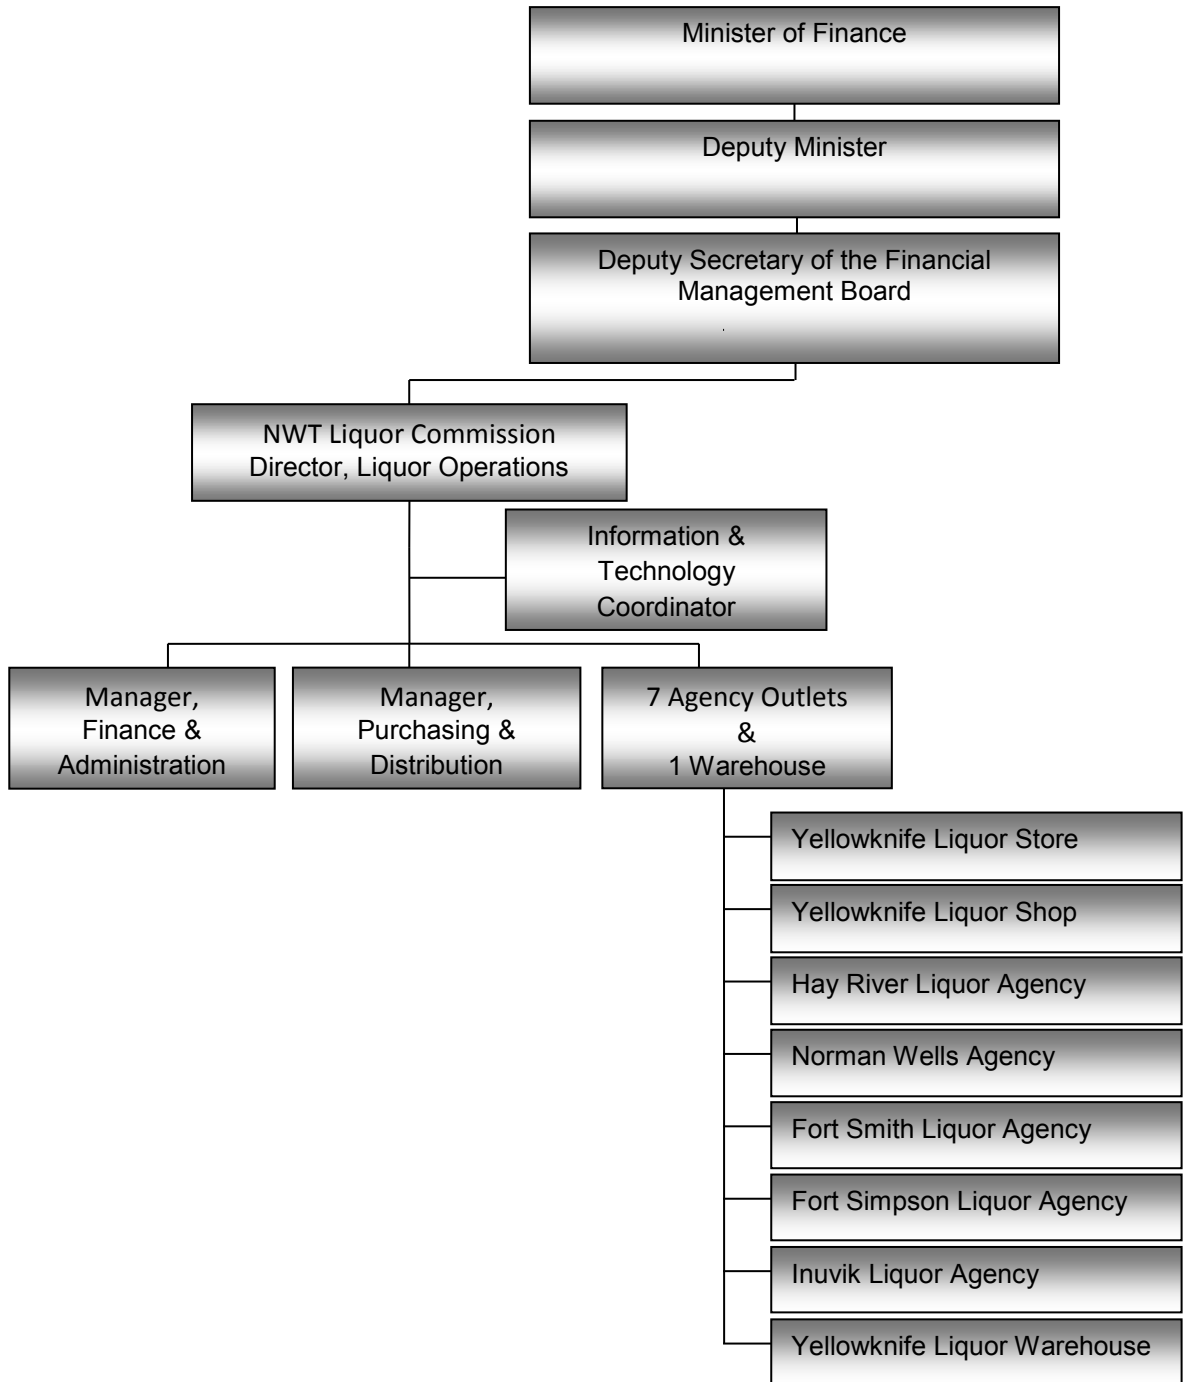 Minister of Finance
Deputy Minister
Deputy Secretary of the Financial
Management Board
NWT Liquor Commission
Director, Liquor Operations
Information &
Technology
Coordinator
Manager,
Finance &
Administration
Manager,
Purchasing &
Distribution
7 Agency Outlets
&
1 Warehouse
Yellowknife Liquor Store
Yellowknife Liquor Shop
Hay River Liquor Agency
Norman Wells Agency
Fort Smith Liquor Agency
Fort Simpson Liquor Agency
Inuvik Liquor Agency
Yellowknife Liquor Warehouse